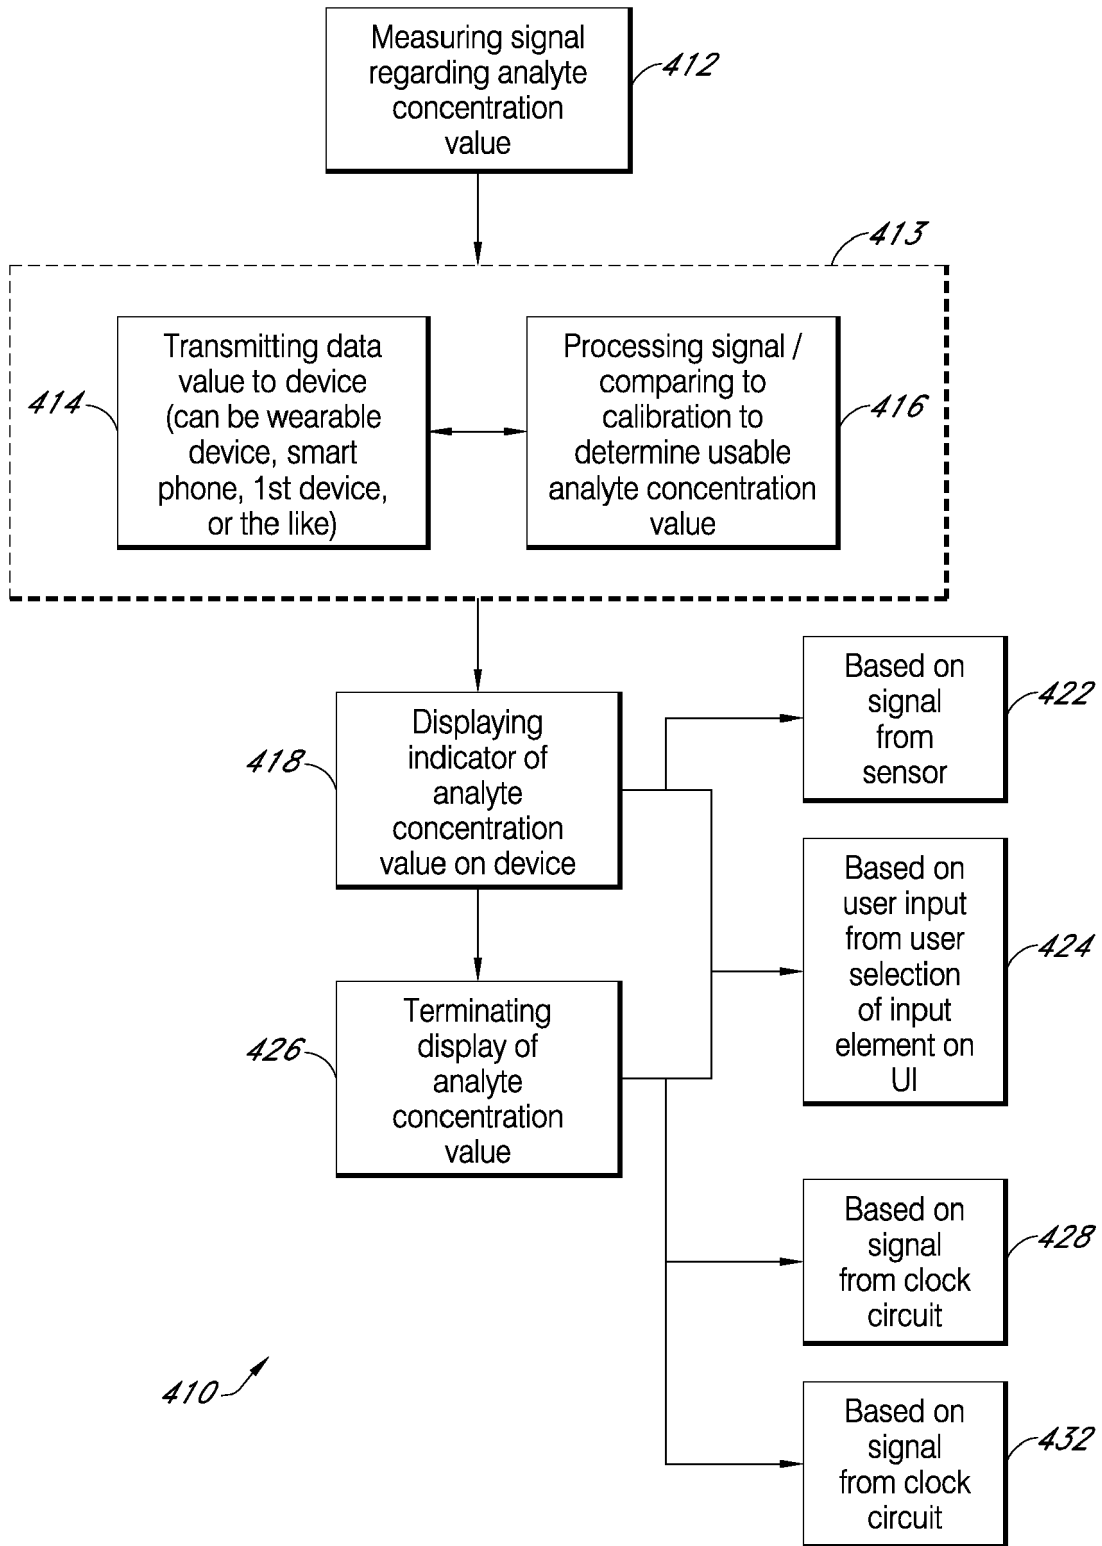 Measuring signal
regarding analyte
concentration
value
412
413
Transmitting data
value to device
(can be wearable
device, smart
phone, 1st device,
or the like)
414
Processing signal /
comparing to
calibration to
determine usable
analyte concentration
value
416
Displaying
indicator of
analyte
concentration
value on device
418
Based on
signal
from
sensor
422
Based on
user input
from user
selection
of input
element on
UI
424
Terminating
display of
analyte
concentration
value
426
Based on
signal
from clock
circuit
428
Based on
signal
from clock
circuit
432
410